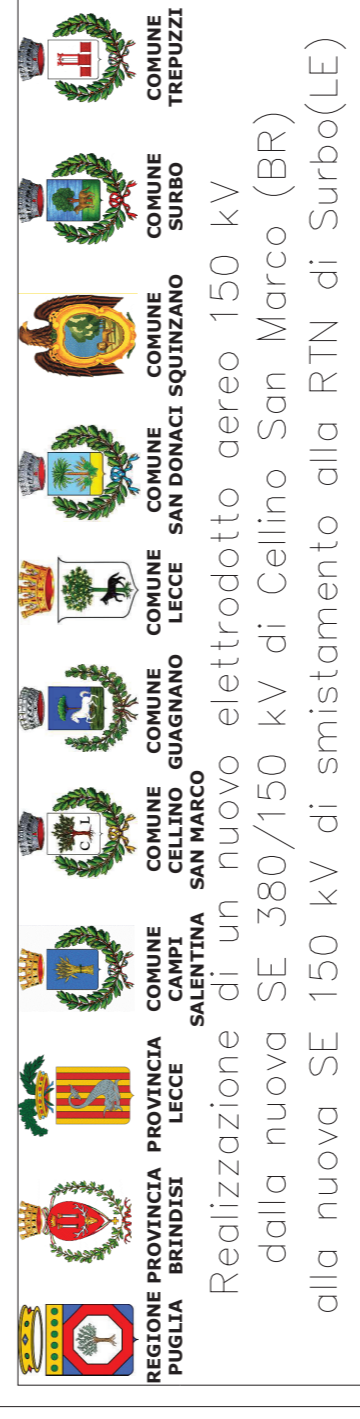 REGIONE PUGLIA
PROVINCIA BRINDISI
PROVINCIA LECCE
COMUNE CAMPI SALENTINA
C L
COMUNE CELLINO SAN MARCO
COMUNE GUAGNANO
COMUNE LECCE
COMUNE SAN DONACI
COMUNE SQUINZANO
COMUNE SURBO
COMUNE TREPUZZI
Realizzazione di un nuovo elettrodotto aereo 150 kV
dalla nuova SE 380/150 kV di Cellino San Marco (BR)
alla nuova SE 150 kV di smistamento alla RTN di Surbo(LE)